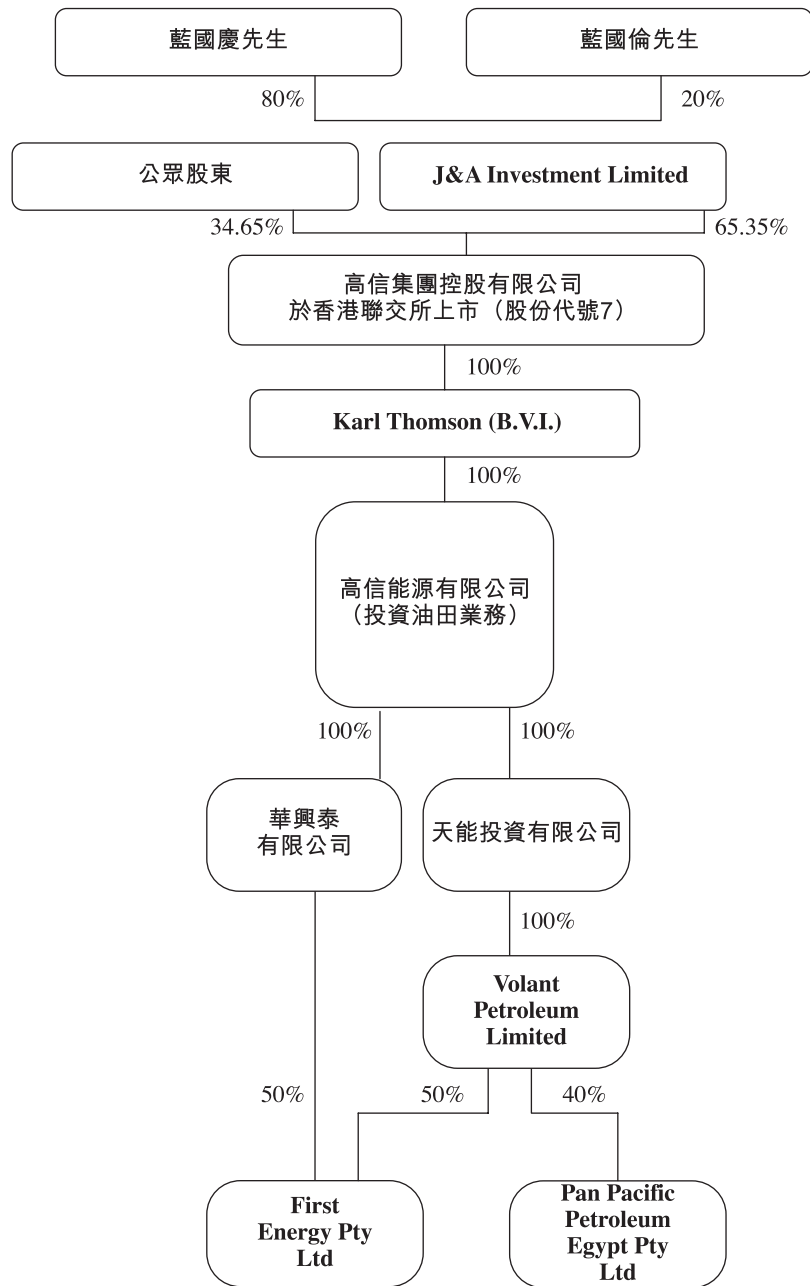 藍國慶先生
藍國倫先生
80%
20%
公眾股東
J&A Investment Limited
34.65%
65.35%
高信集團控股有限公司
於香港聯交所上市（股份代號7）
100%
Karl Thomson (B.V.I.)
100%
高信能源有限公司
（投資油田業務）
100%
100%
華興泰
有限公司
天能投資有限公司
100%
Volant
Petroleum
Limited
50%
50%
40%
First
Energy Pty
Ltd
Pan Pacific
Petroleum
Egypt Pty
Ltd